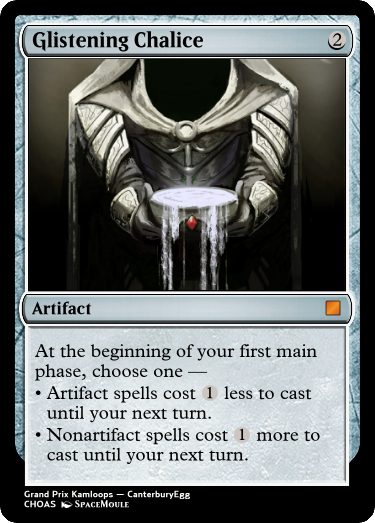 Glistening Chalice 2
Artifact
At the beginning of your first main
phase, choose one —
• Artifact spells cost 1 less to cast
until your next turn.
• Nonartifact spells cost 1 more to
cast until your next turn.
Grand Prix Kamloops — CanterburyEgg
CHOAS SpaceMoule